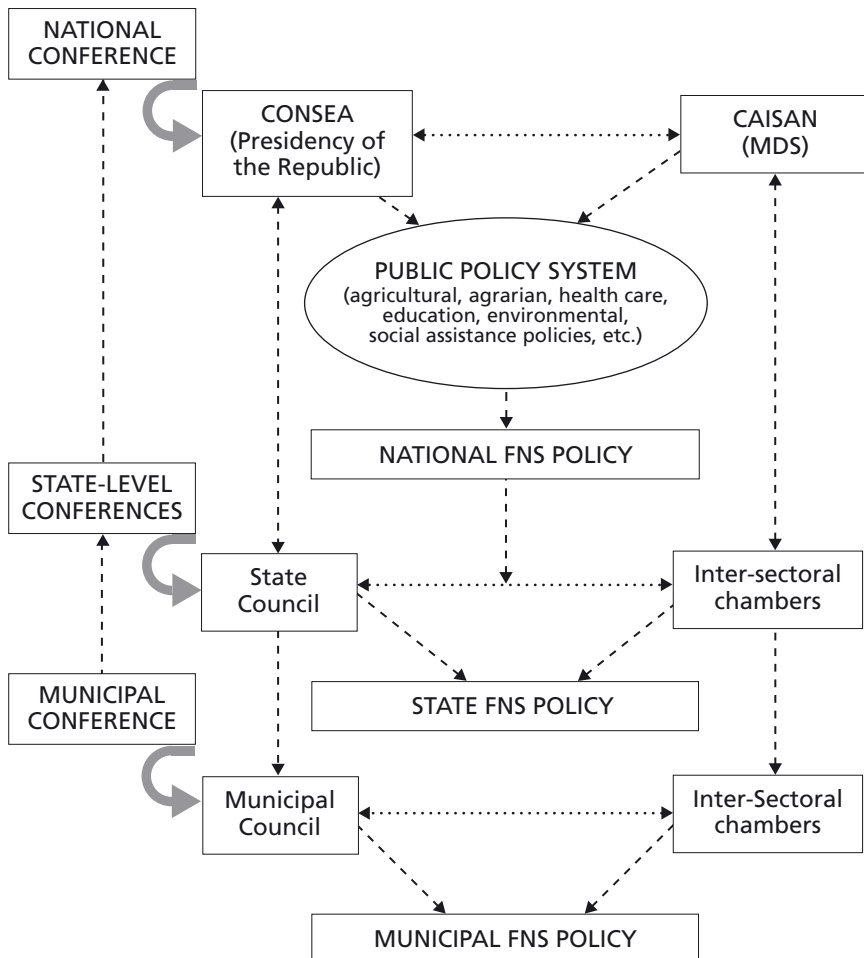 NATIONAL
CONFERENCE
CONSEA
(Presidency of
the Republic)
CAISAN
(MDS)
PUBLIC POLICY SYSTEM
(agricultural, agrarian, health care,
education, environmental,
social assistance policies, etc.)
NATIONAL FNS POLICY
STATE-LEVEL
CONFERENCES
State
Council
Inter-sectoral
chambers
STATE FNS POLICY
MUNICIPAL
CONFERENCE
Municipal
Council
Inter-Sectoral
chambers
MUNICIPAL FNS POLICY